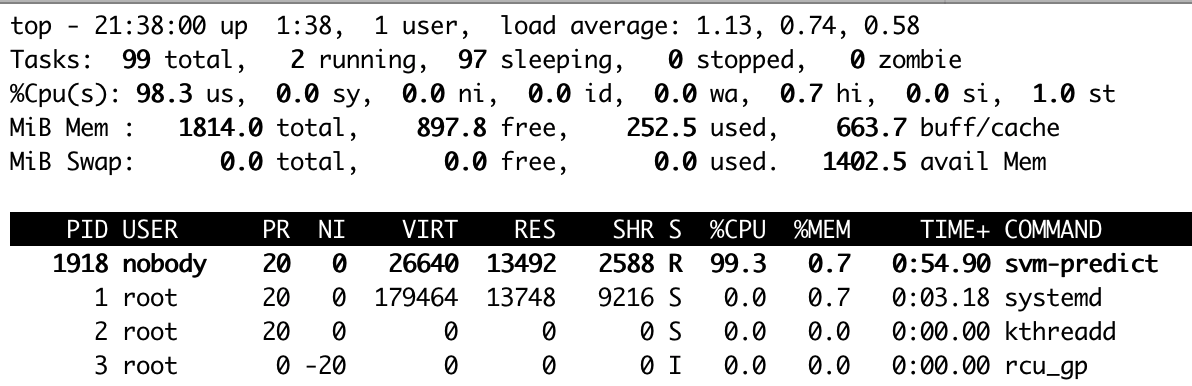 top - 21:38:00 up  1:38,  1 user,  load average: 1.13, 0.74, 0.58
Tasks:  99 total,   2 running,  97 sleeping,   0 stopped,   0 zombie
%Cpu(s): 98.3 us,  0.0 sy,  0.0 ni,  0.0 id,  0.0 wa,  0.7 hi,  0.0 si,  1.0 st
MiB Mem :   1814.0 total,    897.8 free,    252.5 used,    663.7 buff/cache
MiB Swap:      0.0 total,      0.0 free,      0.0 used.   1402.5 avail Mem
PID USER      PR  NI    VIRT    RES    SHR S  %CPU  %MEM     TIME+ COMMAND
1918 nobody    20   0   26640  13492   2588 R  99.3   0.7   0:54.90 svm-predict
1 root      20   0  179464  13748   9216 S   0.0   0.7   0:03.18 systemd
2 root      20   0       0      0      0 S   0.0   0.0   0:00.00 kthreadd
3 root       0 -20       0      0      0 I   0.0   0.0   0:00.00 rcu_gp